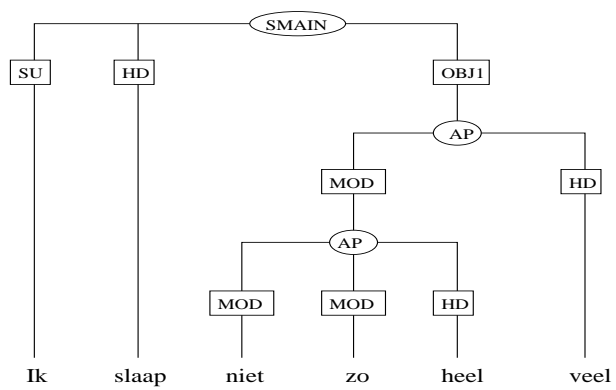 SMAIN
SU HD OBJ1
AP
MOD HD
AP
MOD MOD HD
Ik slaap niet zo heel veel